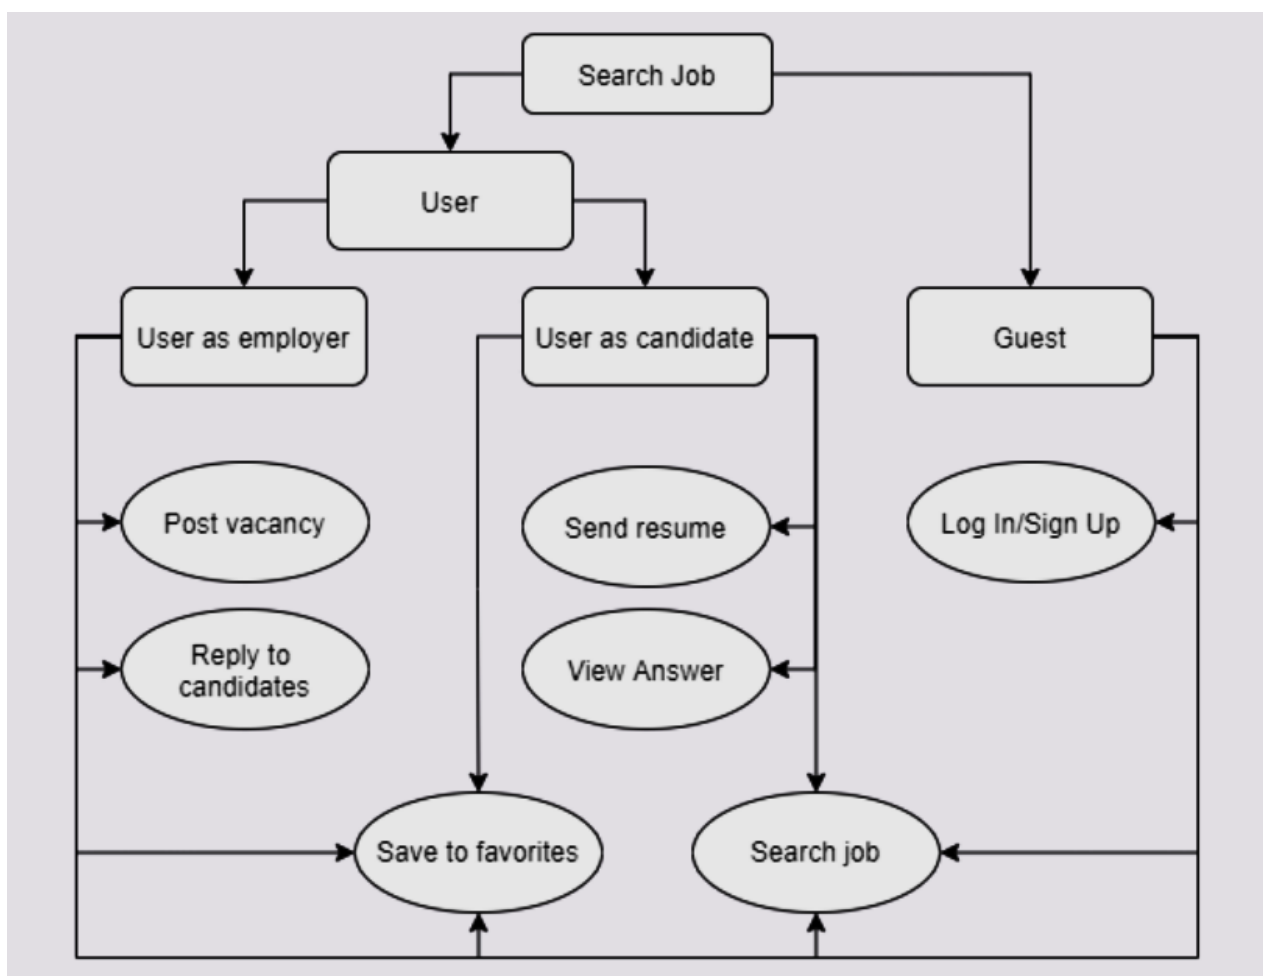 Search Job
User
User as employer
User as candidate
Guest
Post vacancy
Send resume
Log In/Sign Up
Reply to
candidates
View Answer
Save to favorites
Search job